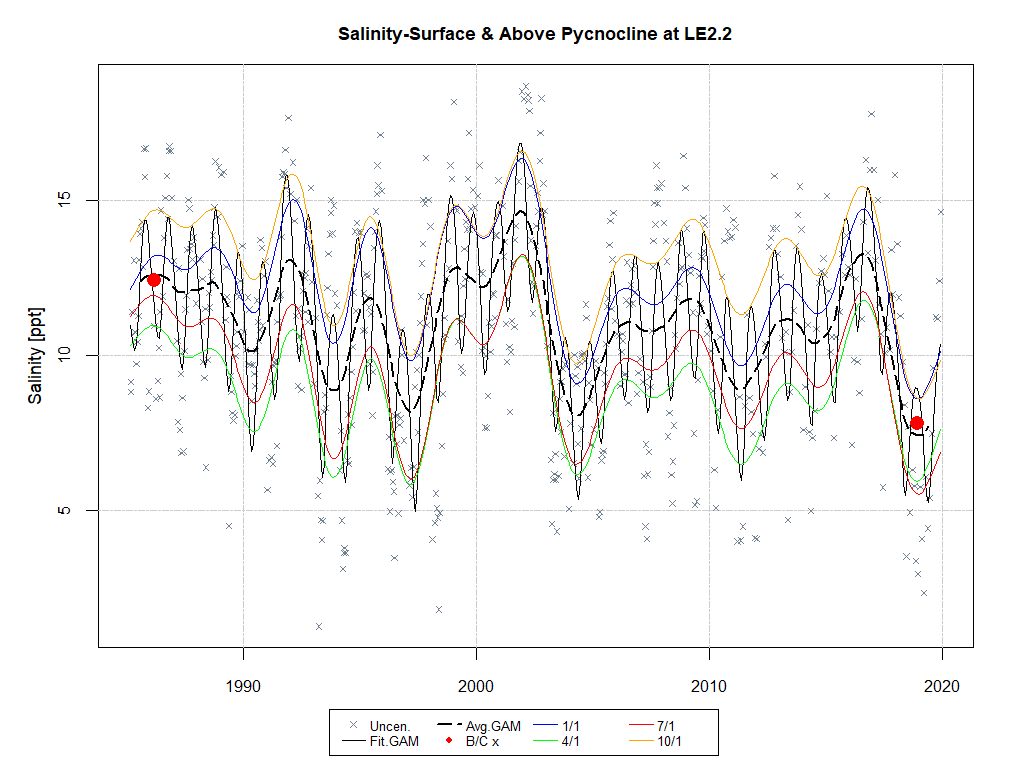 Salinity-Surface & Above Pycnocline at LE2.2
Salinity [ppt]
15
10
5
1990
2000
2010
2020
Uncen.
Avg.GAM
1/1
7/1
Fit.GAM
B/C x
4/1
10/1